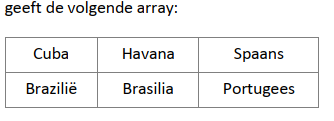 geeft de volgende array:
Cuba Havana Spaans
Brazilië Brasilia Portugees